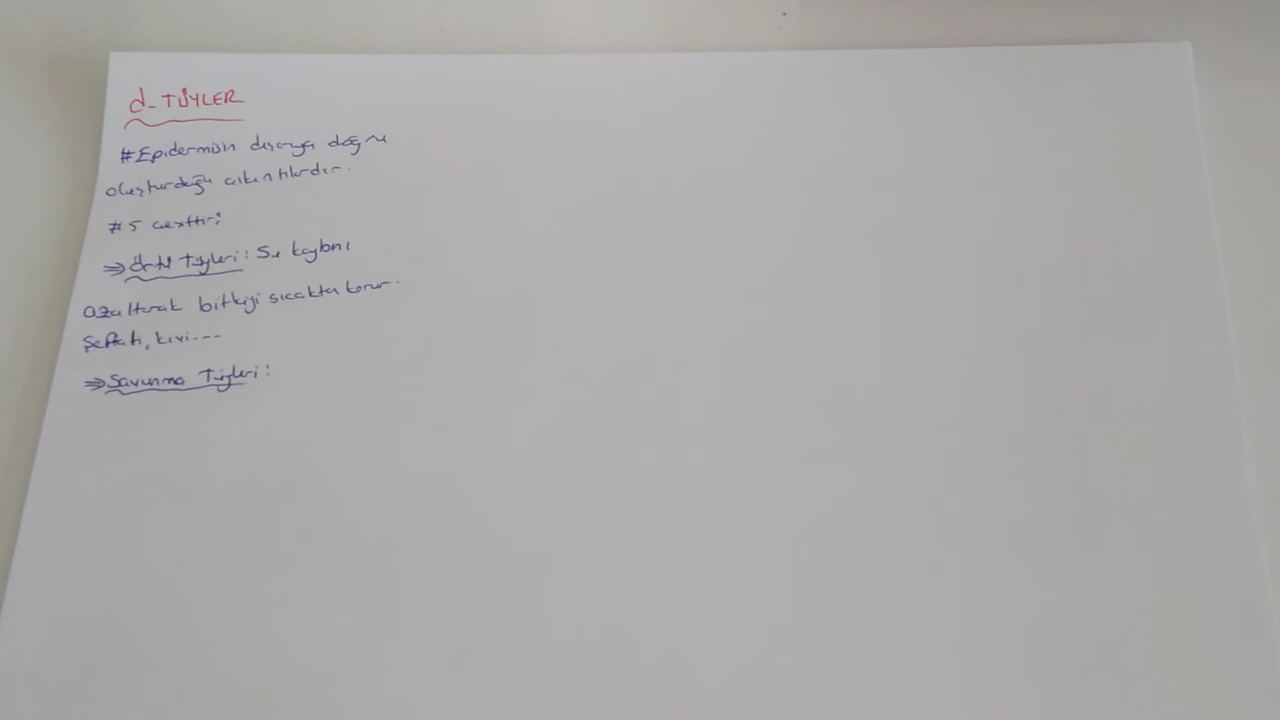 d- TÜYLER
# Epidermisin dışarıya doğru
oluşturduğu çıkıntılardır.
# 5 çeşittir;
⇒ Örtü Tüyleri: Su kaybını
azaltarak bitkiyi sıcaktan korur.
Şeftali, kivi---
⇒ Savunma Tüyleri: